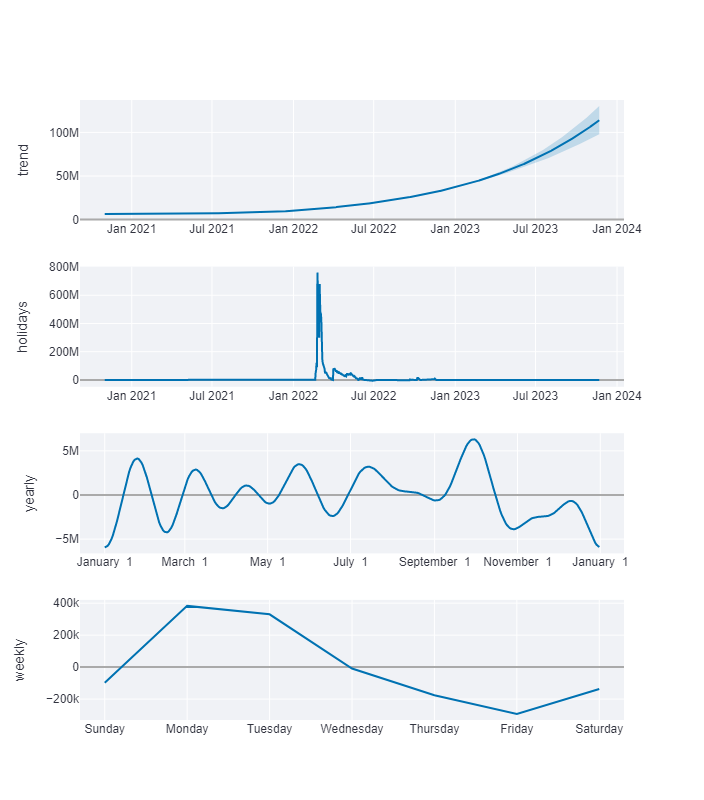 trend
100M
50M
0
Jan 2021 Jul 2021 Jan 2022 Jul 2022 Jan 2023 Jul 2023 Jan 2024
holidays
800M
600M
400M
200M
0
Jan 2021 Jul 2021 Jan 2022 Jul 2022 Jan 2023 Jul 2023 Jan 2024
yearly
5M
0
−5M
January 1 March 1 May 1 July 1 September 1 November 1 January 1
weekly
400k
200k
0
−200k
Sunday Monday Tuesday Wednesday Thursday Friday Saturday